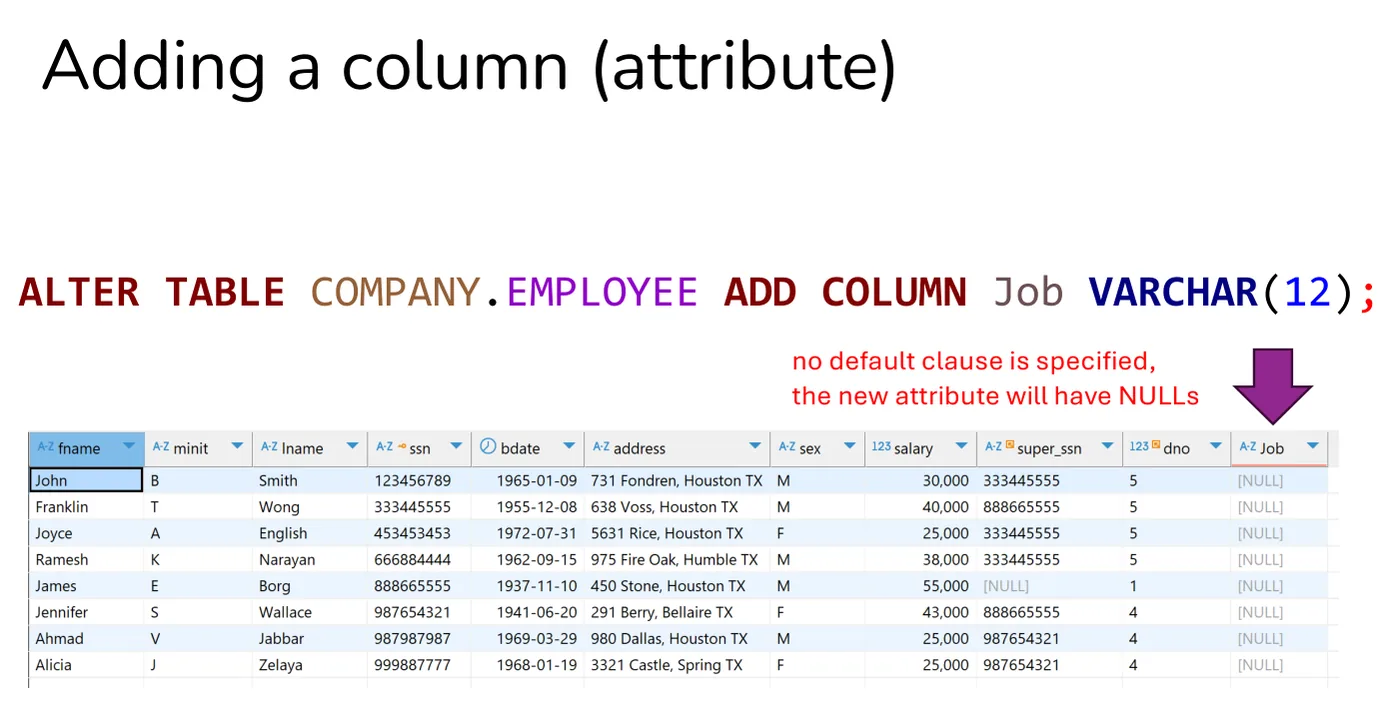 Adding a column (attribute)
ALTER TABLE COMPANY.EMPLOYEE ADD COLUMN Job VARCHAR(12);
no default clause is specified,
the new attribute will have NULLs
A-Z fname A-Z minit A-Z lname A-Z ssn bdate A-Z address A-Z sex 123 salary A-Z super_ssn 123 dno A-Z Job
John B Smith 123456789 1965-01-09 731 Fondren, Houston TX M 30,000 333445555 5 [NULL]
Franklin T Wong 333445555 1955-12-08 638 Voss, Houston TX M 40,000 888665555 5 [NULL]
Joyce A English 453453453 1972-07-31 5631 Rice, Houston TX F 25,000 333445555 5 [NULL]
Ramesh K Narayan 666884444 1962-09-15 975 Fire Oak, Humble TX M 38,000 333445555 5 [NULL]
James E Borg 888665555 1937-11-10 450 Stone, Houston TX M 55,000 [NULL] 1 [NULL]
Jennifer S Wallace 987654321 1941-06-20 291 Berry, Bellaire TX F 43,000 888665555 4 [NULL]
Ahmad V Jabbar 987987987 1969-03-29 980 Dallas, Houston TX M 25,000 987654321 4 [NULL]
Alicia J Zelaya 999887777 1968-01-19 3321 Castle, Spring TX F 25,000 987654321 4 [NULL]